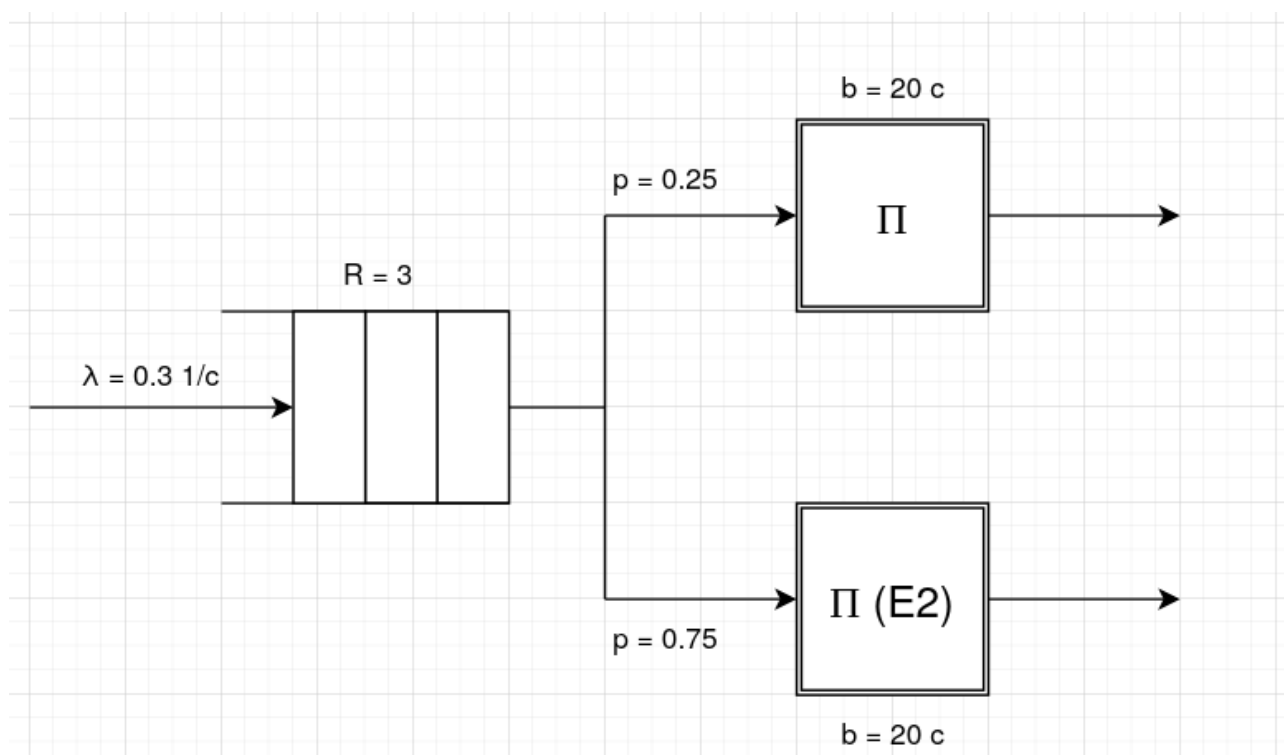 b = 20 c
p = 0.25
П
R = 3
λ = 0.3 1/c
П (E2)
p = 0.75
b = 20 c